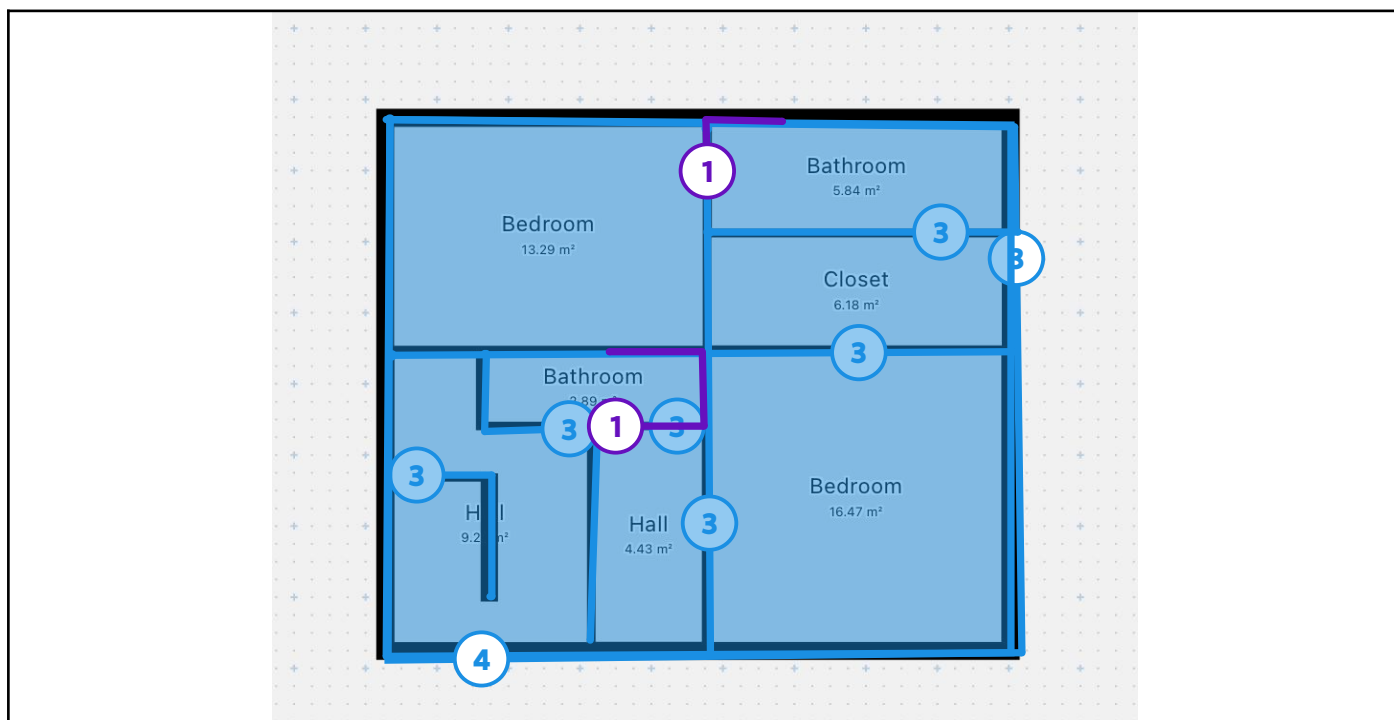 Bathroom
1
5.84 m²
Bedroom
3
13.29 m²
3
Closet
6.18 m²
3
Bathroom
3
1
3
3
Bedroom
16.47 m²
3
Hall
4.43 m²
4